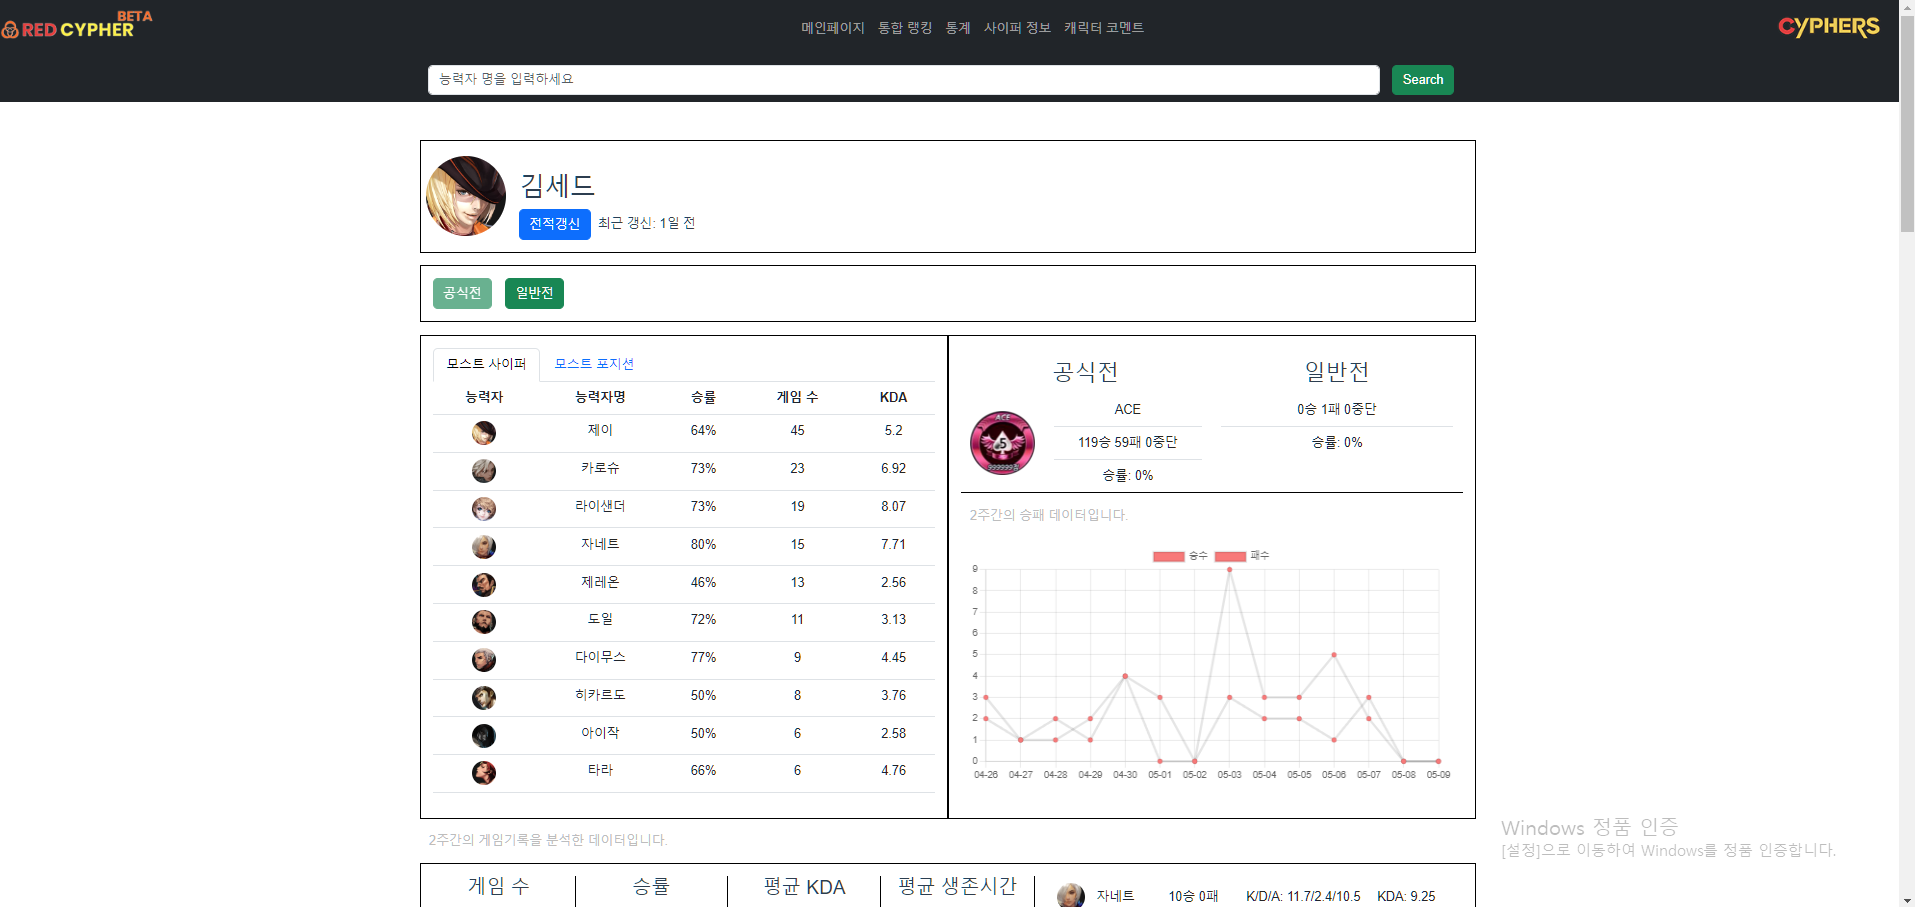 RED CYPHER BETA
메인페이지 통합 랭킹 통계 사이퍼 정보 캐릭터 코멘트
CYPHERS
능력자 명을 입력하세요
Search
김세드
전적갱신 최근 갱신: 1일 전
공식전 일반전
모스트 사이퍼 모스트 포지션
능력자 능력자명 승률 게임 수 KDA
제이 64% 45 5.2
카로슈 73% 23 6.92
라이샌더 73% 19 8.07
자네트 80% 15 7.71
제레온 46% 13 2.56
도일 72% 11 3.13
다이무스 77% 9 4.45
히카르도 50% 8 3.76
아이작 50% 6 2.58
타라 66% 6 4.76
공식전
ACE
5
999999점
ACE
119승 59패 0중단
승률: 0%
일반전
0승 1패 0중단
승률: 0%
2주간의 승패 데이터입니다.
승수 패수
9
8
7
6
5
4
3
2
1
0
04-26 04-27 04-28 04-29 04-30 05-01 05-02 05-03 05-04 05-05 05-06 05-07 05-08 05-09
2주간의 게임기록을 분석한 데이터입니다.
게임 수 승률 평균 KDA 평균 생존시간
자네트 10승 0패 K/D/A: 11.7/2.4/10.5 KDA: 9.25
Windows 정품 인증
[설정]으로 이동하여 Windows를 정품 인증합니다.